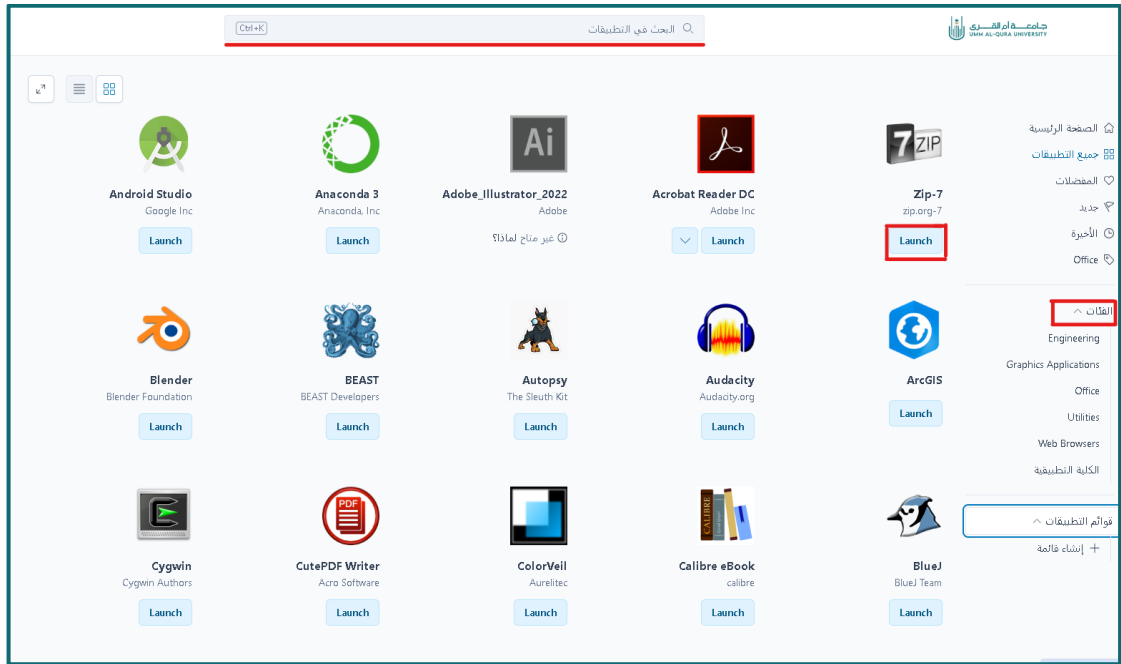 جامعـــة أم القـــرى
UMM AL-QURA UNIVERSITY
البحث في التطبيقات
Ctrl+K
الصفحة الرئيسية
جميع التطبيقات
المفضلات
جديد
الأخيرة
Office
الفئات
Engineering
Graphics Applications
Office
Utilities
Web Browsers
الكلية التطبيقية
قوائم التطبيقات
إنشاء قائمة
7 ZIP
Zip-7
zip.org-7
Launch
Acrobat Reader DC
Adobe Inc
Launch
Ai
Adobe_Illustrator_2022
Adobe
غير متاح لماذا؟
Anaconda 3
Anaconda, Inc
Launch
Android Studio
Google Inc
Launch
ArcGIS
Launch
Audacity
Audacity.org
Launch
Autopsy
The Sleuth Kit
Launch
BEAST
BEAST Developers
Launch
Blender
Blender Foundation
Launch
BlueJ
BlueJ Team
Launch
CALIBRE
Calibre eBook
calibre
Launch
ColorVeil
Aurelitec
Launch
PDF
CutePDF Writer
Acro Software
Launch
Cygwin
Cygwin Authors
Launch